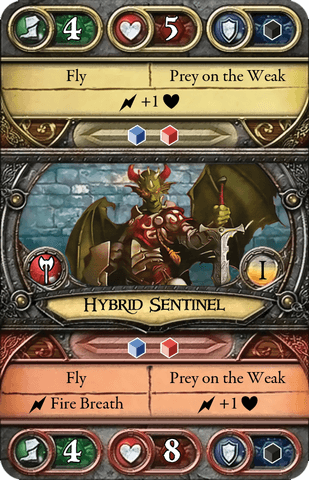 4 5
Fly Prey on the Weak
+1
HYBRID SENTINEL
I
Fly Prey on the Weak
Fire Breath +1
4 8